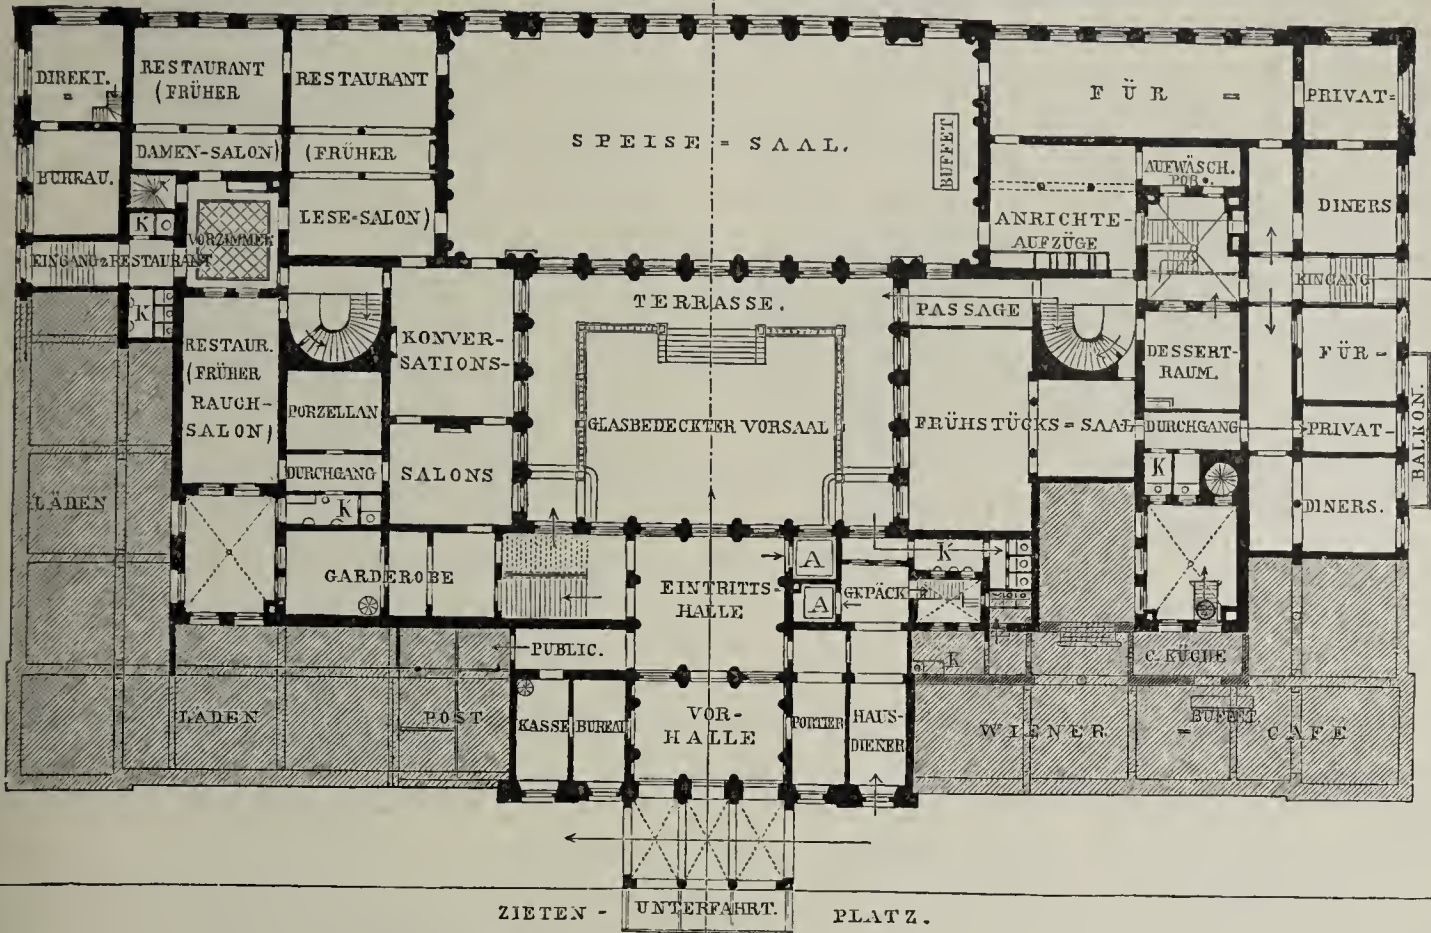 DIREKT.=
RESTAURANT
(FRÜHER
DAMEN-SALON)
RESTAURANT
(FRÜHER
LESE-SALON)
SPEISE = SAAL.
BUFFET
FÜR =
PRIVAT=
DINERS
BUREAU.
K
VORZIMMER
EINGANG z RESTAURANT
K
ANRICHTE-
AUFZÜGE
AUFWÄSCH.
EINGANG
TERRASSE.
PASSAGE
KONVER-
SATIONS-
SALONS
RESTAUR.
(FRÜHER
RAUCH-
SALON)
PORZELLAN
DURCHGANG
K
GLASBEDECKTER VORSAAL
FRÜHSTÜCKS = SAAL
DESSERT-
RAUM.
DURCHGANG
K
FÜR -
PRIVAT-
DINERS.
BALKON.
LÄDEN
GARDEROBE
EINTRITTS-
HALLE
A
A
GEPÄCK
K
PUBLIC.
K
C. KÜCHE
LÄDEN
POST
KASSE
BUREAU
VOR-
HALLE
PORTIER
HAUS-
DIENER
WIENER = CAFE
BUFFET
ZIETEN - UNTERFAHRT. PLATZ.